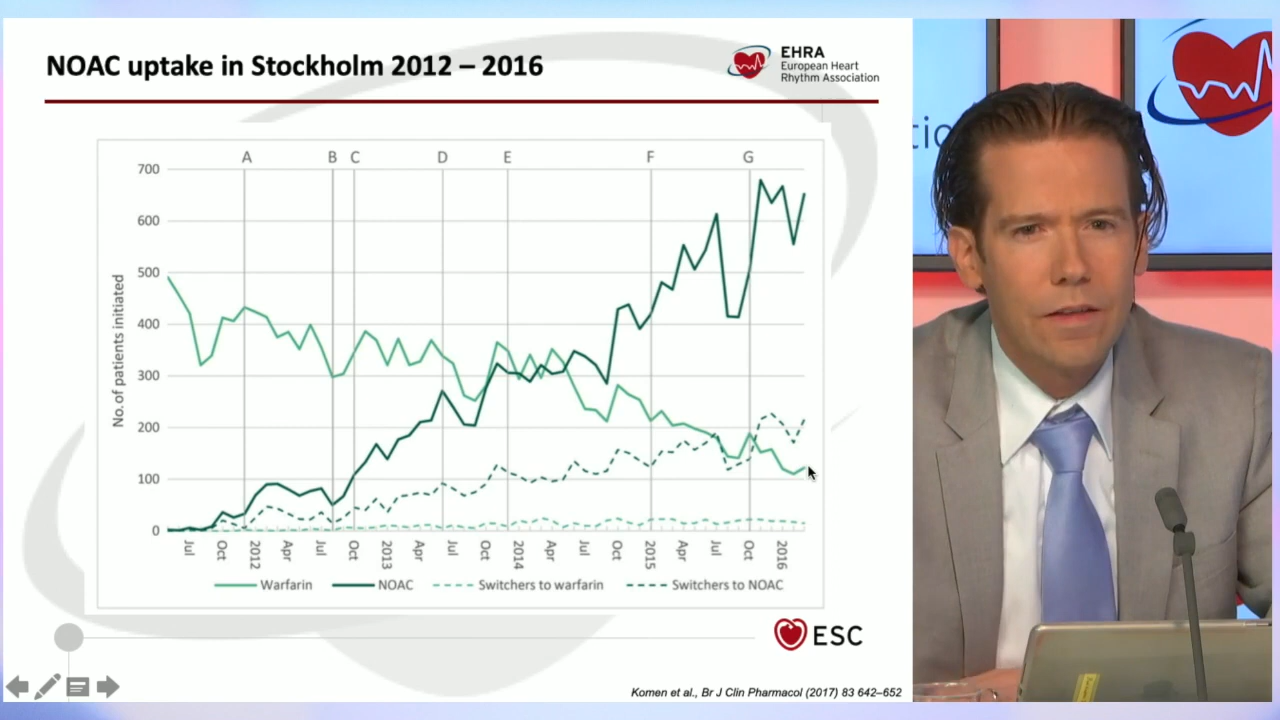 NOAC uptake in Stockholm 2012 – 2016
EHRA
European Heart
Rhythm Association
A B C D E F G
700
600
500
400
300
200
100
0
No. of patients initiated
Jul Oct 2012 Apr Jul Oct 2013 Apr Jul Oct 2014 Apr Jul Oct 2015 Apr Jul Oct 2016
Warfarin NOAC Switchers to warfarin Switchers to NOAC
ESC
Komen et al., Br J Clin Pharmacol (2017) 83 642–652
tio